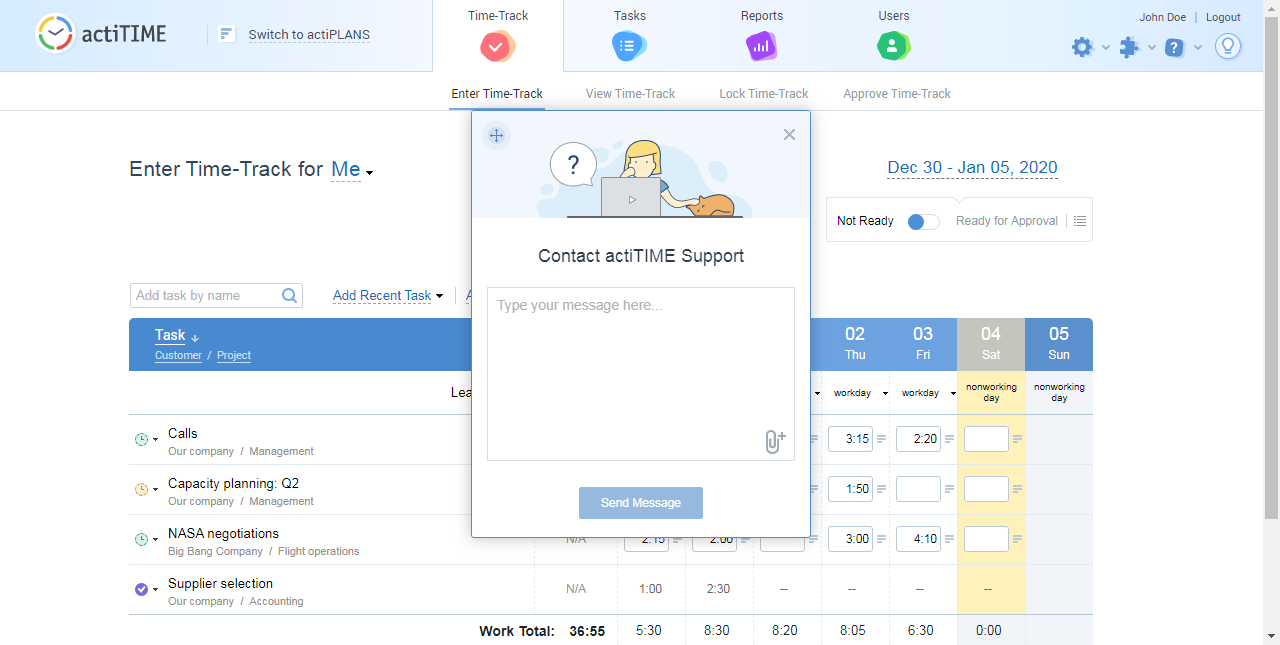 actiTIME
Switch to actiPLANS
Time-Track
Tasks
Reports
Users
John Doe | Logout
?
Enter Time-Track
View Time-Track
Lock Time-Track
Approve Time-Track
Enter Time-Track for Me
Dec 30 - Jan 05, 2020
Not Ready
Ready for Approval
?
Contact actiTIME Support
Type your message here...
Send Message
Add task by name
Add Recent Task
Task ↓
Customer / Project
02
Thu
03
Fri
04
Sat
05
Sun
workday
workday
nonworking
day
nonworking
day
Calls
Our company / Management
3:15
2:20
Capacity planning: Q2
Our company / Management
1:50
NASA negotiations
Big Bang Company / Flight operations
N/A
2:15
2:00
3:00
4:10
Supplier selection
Our company / Accounting
N/A
1:00
2:30
--
--
--
--
Work Total: 36:55
5:30
8:30
8:20
8:05
6:30
0:00